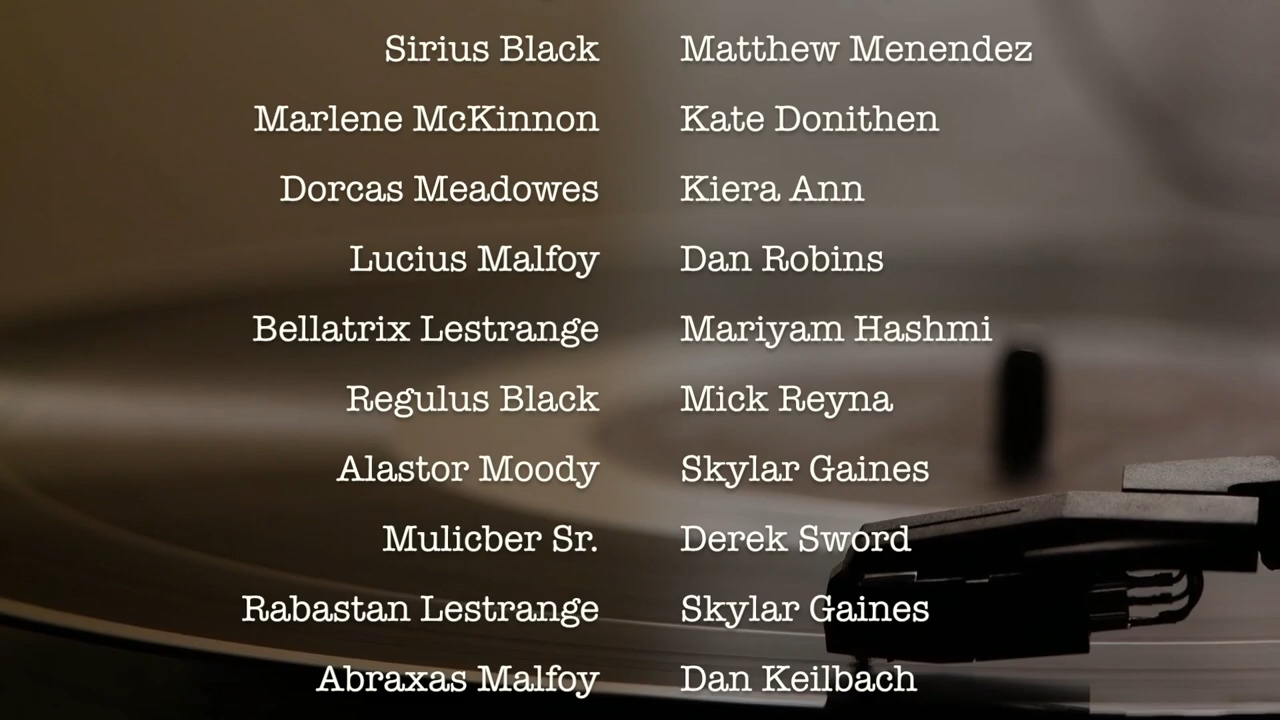 Sirius Black Matthew Menendez
Marlene McKinnon Kate Donithen
Dorcas Meadowes Kiera Ann
Lucius Malfoy Dan Robins
Bellatrix Lestrange Mariyam Hashmi
Regulus Black Mick Reyna
Alastor Moody Skylar Gaines
Mulicber Sr. Derek Sword
Rabastan Lestrange Skylar Gaines
Abraxas Malfoy Dan Keilbach